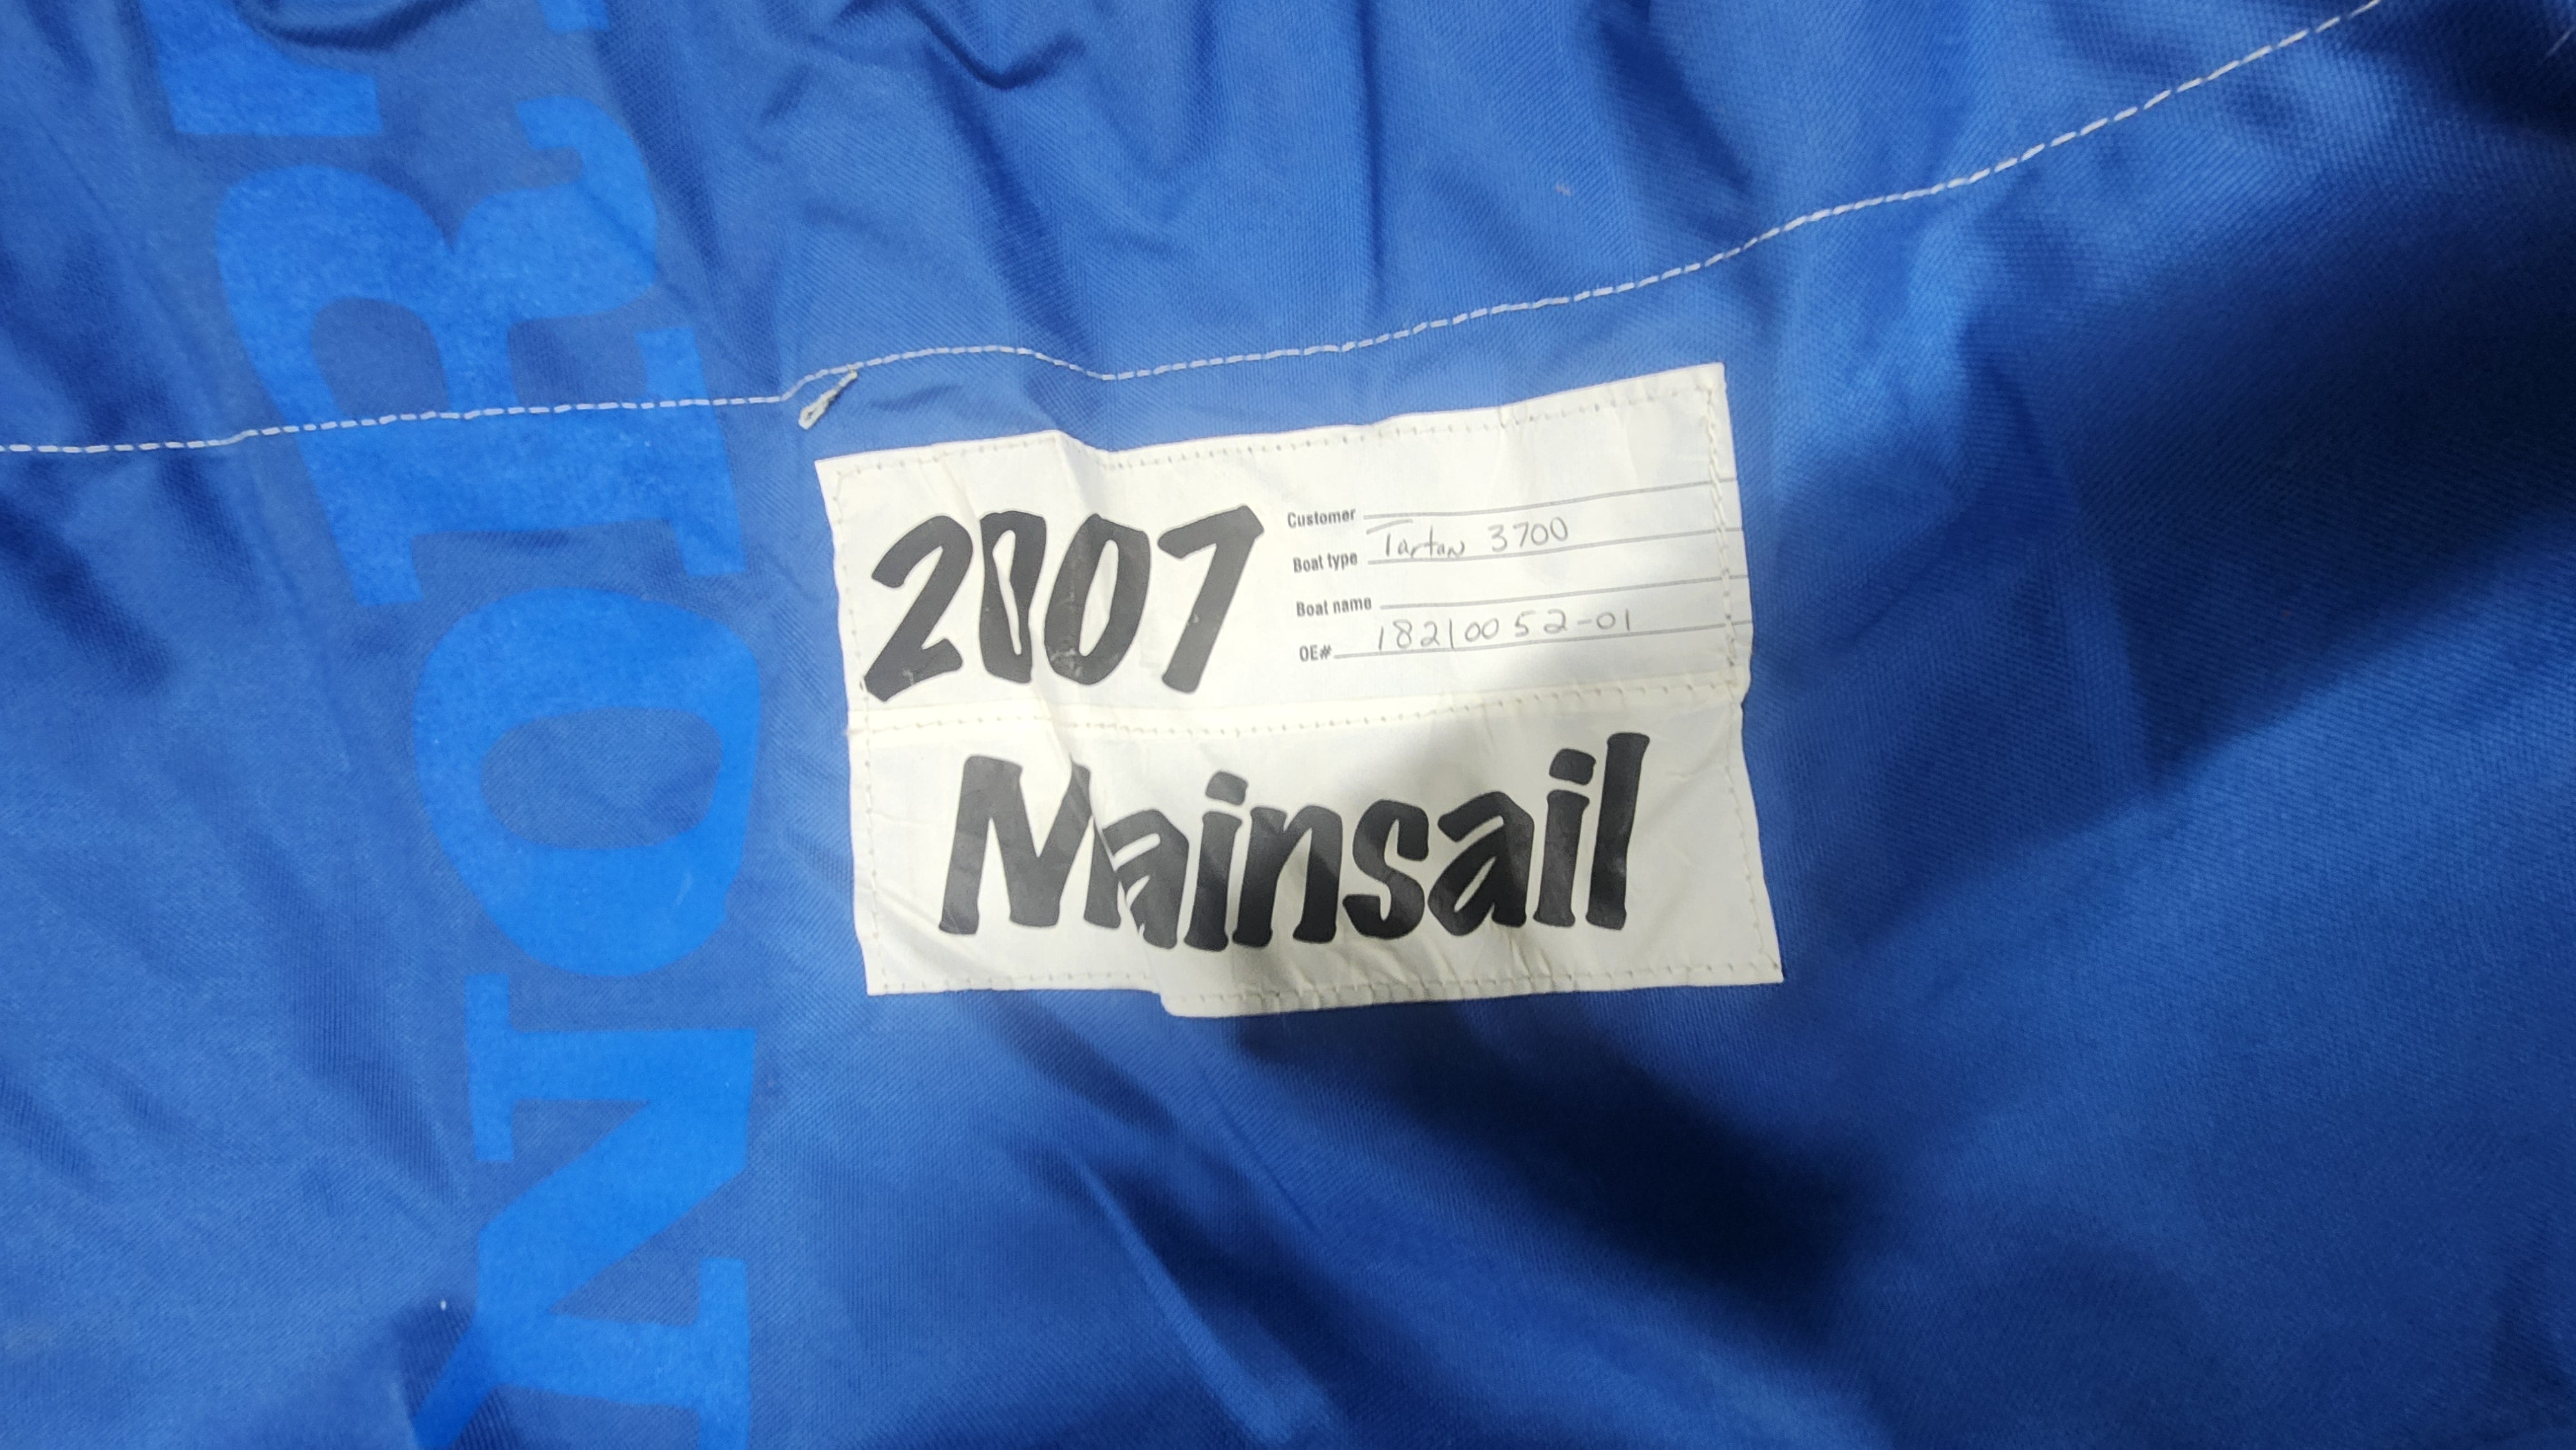 2007
Customer
Boat type Tartan 3700
Boat name
OE# 18210052-01
Mainsail